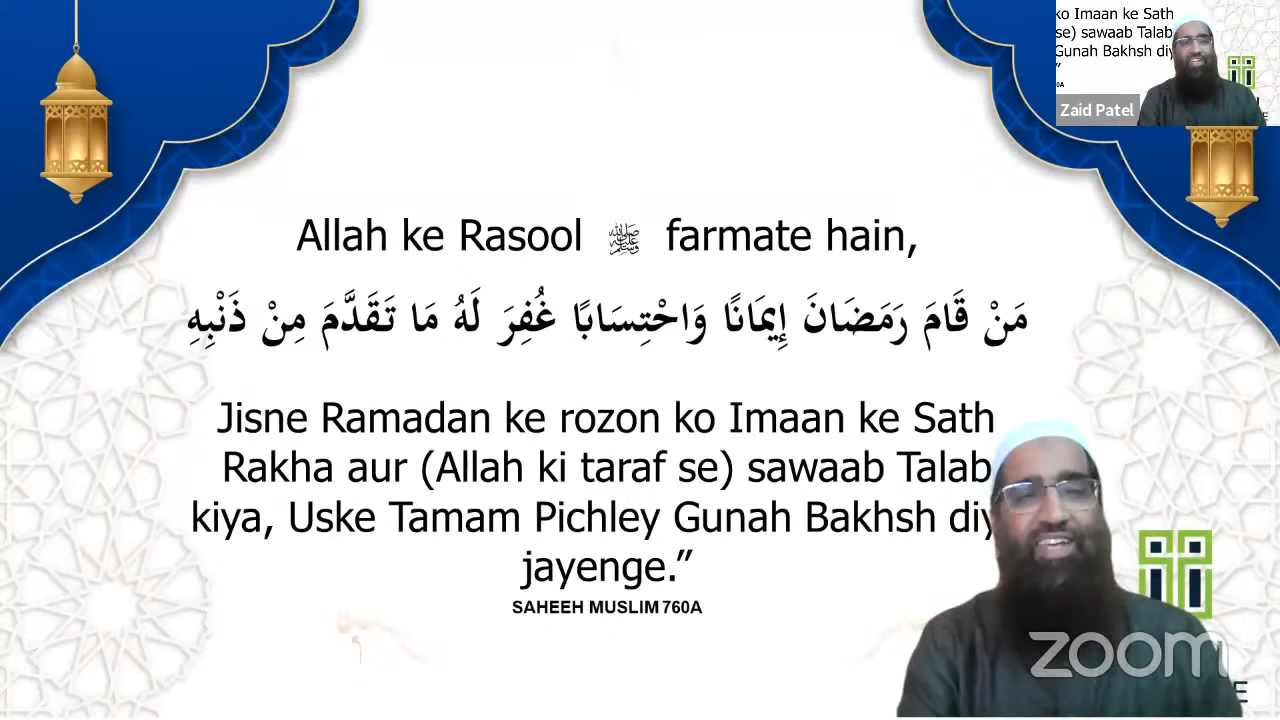 ko Imaan ke Sath
se) sawaab Talab
Gunah Bakhsh diy
”
Zaid Patel
Allah ke Rasool ﷺ farmate hain,
مَنْ قَامَ رَمَضَانَ إِيمَانًا وَاحْتِسَابًا غُفِرَ لَهُ مَا تَقَدَّمَ مِنْ ذَنْبِهِ
Jisne Ramadan ke rozon ko Imaan ke Sath
Rakha aur (Allah ki taraf se) sawaab Talab
kiya, Uske Tamam Pichley Gunah Bakhsh diy
jayenge.”
SAHEEH MUSLIM 760A
zoom
E